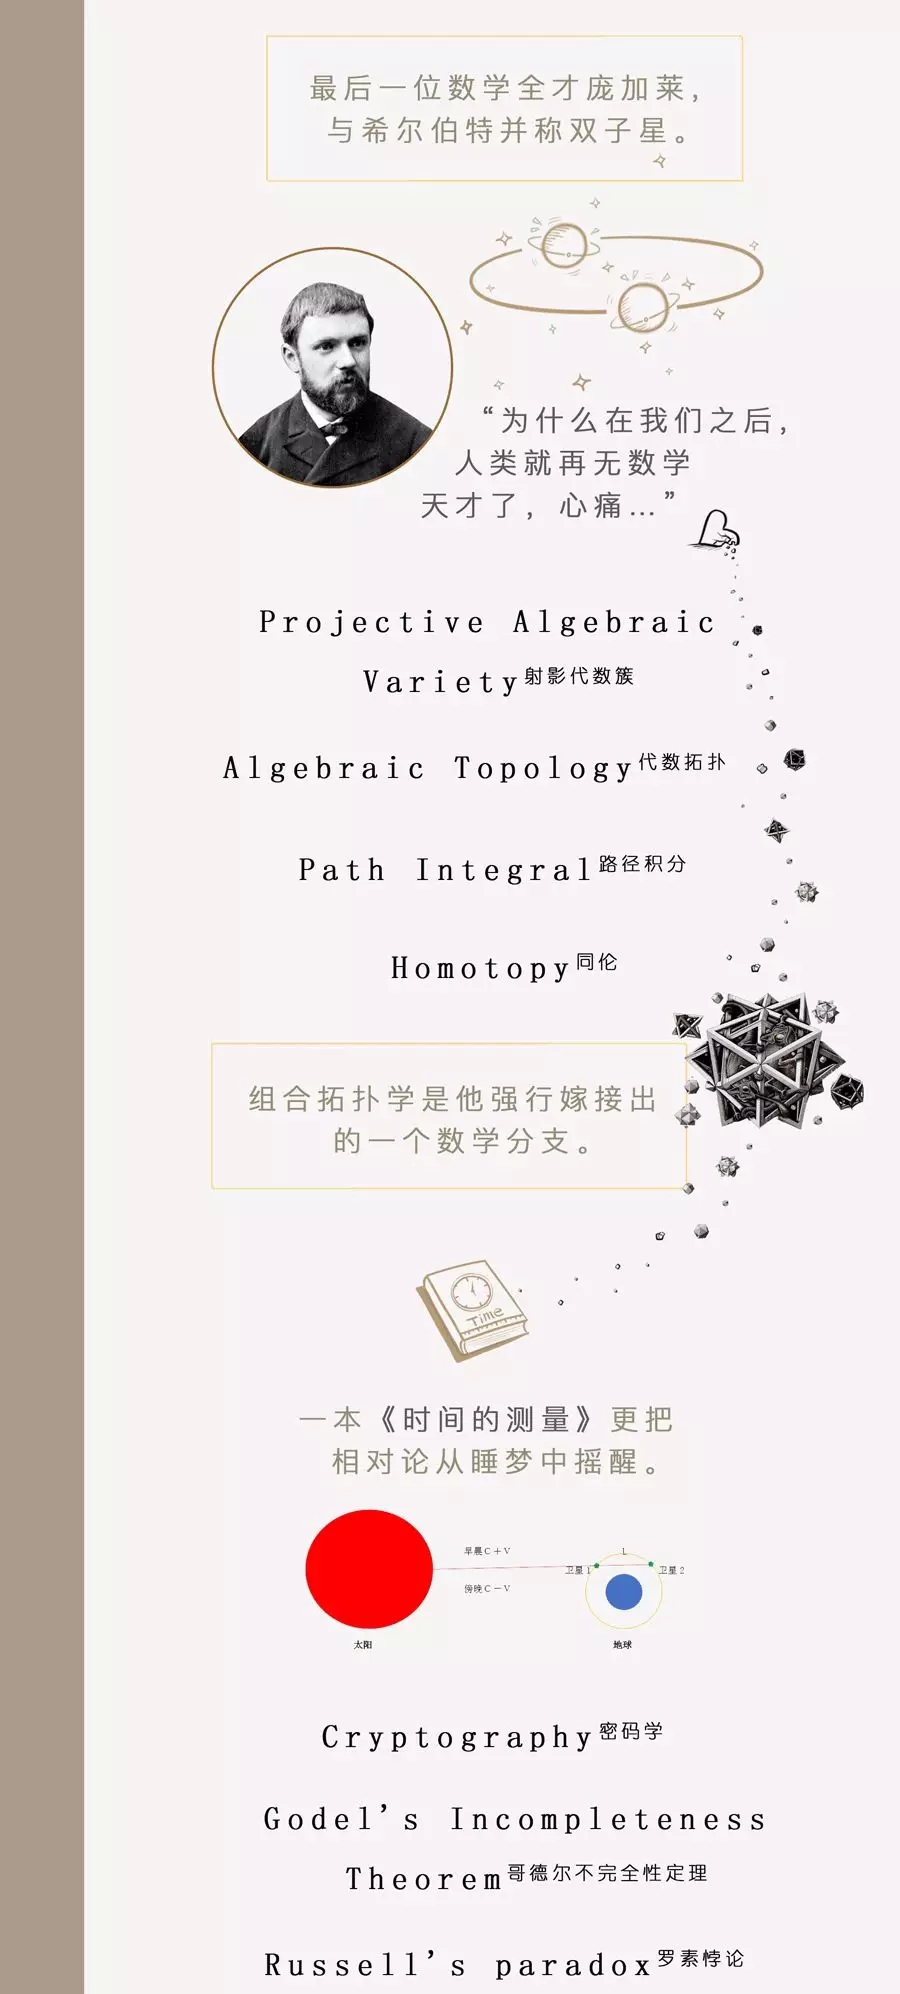 最后一位数学全才庞加莱，
与希尔伯特并称双子星。
“为什么在我们之后，
人类就再无数学
天才了，心痛…”
Projective Algebraic
Variety射影代数簇
Algebraic Topology代数拓扑
Path Integral路径积分
Homotopy同伦
组合拓扑学是他强行嫁接出
的一个数学分支。
Time
一本《时间的测量》更把
相对论从睡梦中摇醒。
早晨C＋V
L
卫星1
卫星2
傍晚C－V
太阳
地球
Cryptography密码学
Godel’s Incompleteness
Theorem哥德尔不完全性定理
Russell’s paradox罗素悖论